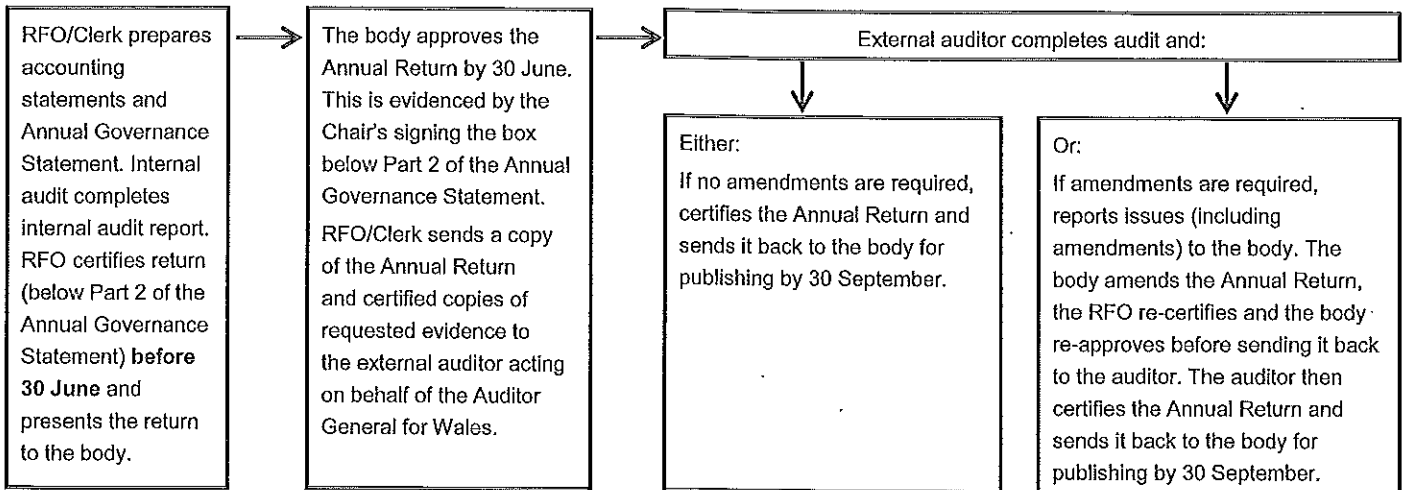 RFO/Clerk prepares
accounting
statements and
Annual Governance
Statement. Internal
audit completes
internal audit report.
RFO certifies return
(below Part 2 of the
Annual Governance
Statement) before
30 June and
presents the return
to the body.
The body approves the
Annual Return by 30 June.
This is evidenced by the
Chair's signing the box
below Part 2 of the Annual
Governance Statement.
RFO/Clerk sends a copy
of the Annual Return
and certified copies of
requested evidence to
the external auditor acting
on behalf of the Auditor
General for Wales.
External auditor completes audit and:
Either:
If no amendments are required,
certifies the Annual Return and
sends it back to the body for
publishing by 30 September.
Or:
If amendments are required,
reports issues (including
amendments) to the body. The
body amends the Annual Return,
the RFO re-certifies and the body
re-approves before sending it back
to the auditor. The auditor then
certifies the Annual Return and
sends it back to the body for
publishing by 30 September.